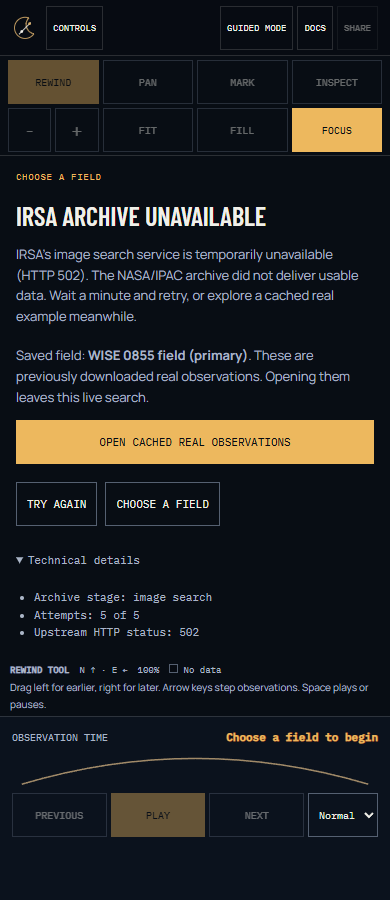 CONTROLS
GUIDED MODE
DOCS
SHARE
REWIND
PAN
MARK
INSPECT
−
+
FIT
FILL
FOCUS
CHOOSE A FIELD
IRSA ARCHIVE UNAVAILABLE
IRSA's image search service is temporarily unavailable
(HTTP 502). The NASA/IPAC archive did not deliver usable
data. Wait a minute and retry, or explore a cached real
example meanwhile.
Saved field: WISE 0855 field (primary). These are
previously downloaded real observations. Opening them
leaves this live search.
OPEN CACHED REAL OBSERVATIONS
TRY AGAIN
CHOOSE A FIELD
▼ Technical details
• Archive stage: image search
• Attempts: 5 of 5
• Upstream HTTP status: 502
REWIND TOOL N ↑ · E ← 100% ☐ No data
Drag left for earlier, right for later. Arrow keys step observations. Space plays or
pauses.
OBSERVATION TIME
Choose a field to begin
PREVIOUS
PLAY
NEXT
Normal